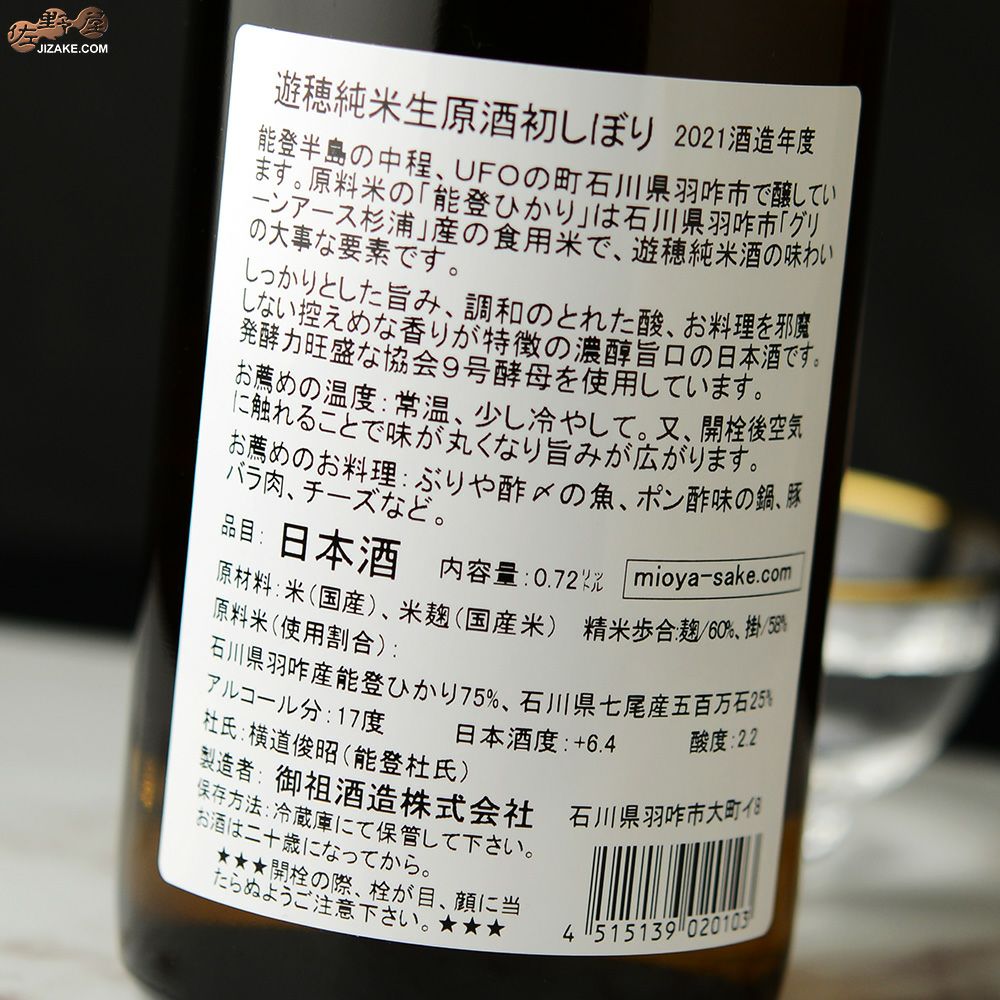 佐野屋
JIZAKE.COM
遊穂純米生原酒初しぼり 2021酒造年度
能登半島の中程、UFOの町石川県羽咋市で醸してい
ます。原料米の「能登ひかり」は石川県羽咋市「グリ
ーンアース杉浦」産の食用米で、遊穂純米酒の味わい
の大事な要素です。
しっかりとした旨み、調和のとれた酸、お料理を邪魔
しない控えめな香りが特徴の濃醇旨口の日本酒です。
発酵力旺盛な協会9号酵母を使用しています。
お薦めの温度:常温、少し冷やして。又、開栓後空気
に触れることで味が丸くなり旨みが広がります。
お薦めのお料理:ぶりや酢〆の魚、ポン酢味の鍋、豚
バラ肉、チーズなど。
品目:日本酒 内容量:0.72リットル mioya-sake.com
原材料:米(国産)、米麹(国産米) 精米歩合:麹/60%、掛/58%
原料米(使用割合):
石川県羽咋産能登ひかり75%、石川県七尾産五百万石25%
アルコール分:17度 日本酒度:+6.4 酸度:2.2
杜氏:横道俊昭(能登杜氏)
製造者:御祖酒造株式会社 石川県羽咋市大町イ8
保存方法:冷蔵庫にて保管して下さい。
お酒は二十歳になってから。
★★★開栓の際、栓が目、顔に当
たらぬようご注意下さい。★★★
4 515139 020103